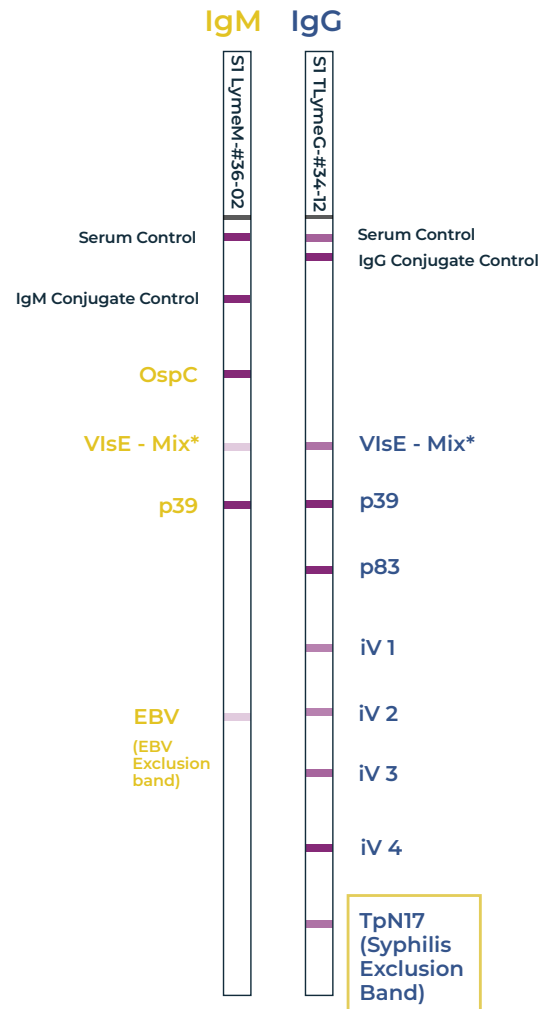 IgM
IgG
S1 LymeM-#36-02
S1 TLymeG-#34-12
Serum Control
Serum Control
IgG Conjugate Control
IgM Conjugate Control
OspC
VIsE - Mix*
VIsE - Mix*
p39
p39
p83
iV 1
iV 2
EBV
(EBV
Exclusion
band)
iV 3
iV 4
TpN17
(Syphilis
Exclusion
Band)